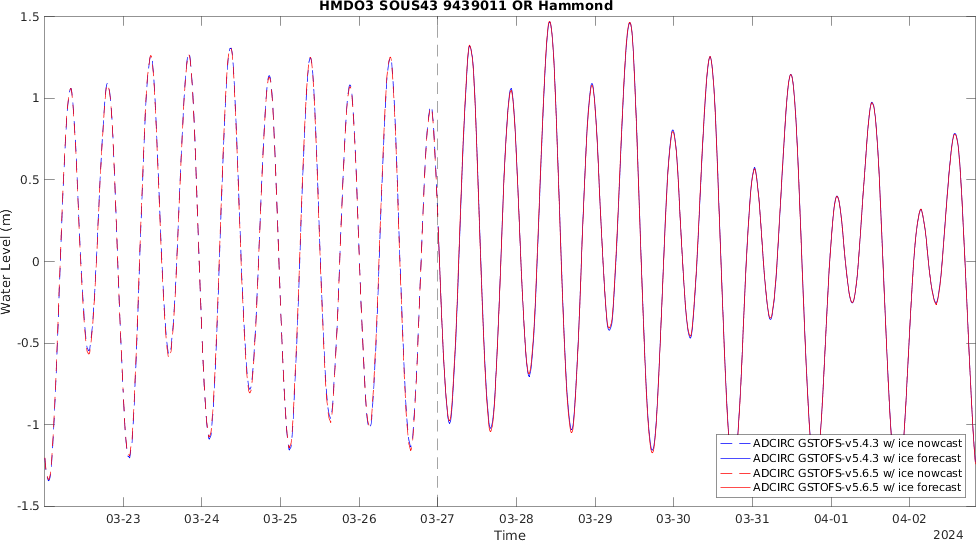 HMDO3 SOUS43 9439011 OR Hammond
1.5
1
0.5
0
-0.5
-1
-1.5
Water Level (m)
ADCIRC GSTOFS-v5.4.3 w/ ice nowcast
ADCIRC GSTOFS-v5.4.3 w/ ice forecast
ADCIRC GSTOFS-v5.6.5 w/ ice nowcast
ADCIRC GSTOFS-v5.6.5 w/ ice forecast
03-23 03-24 03-25 03-26 03-27 03-28 03-29 03-30 03-31 04-01 04-02
Time
2024